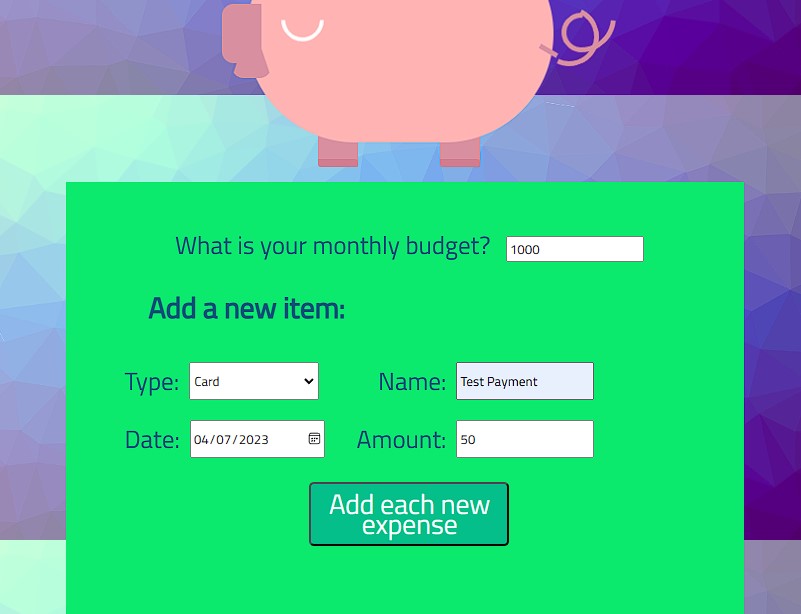 What is your monthly budget? 1000
Add a new item:
Type: Card Name: Test Payment
Date: 04/07/2023 Amount: 50
Add each new
expense